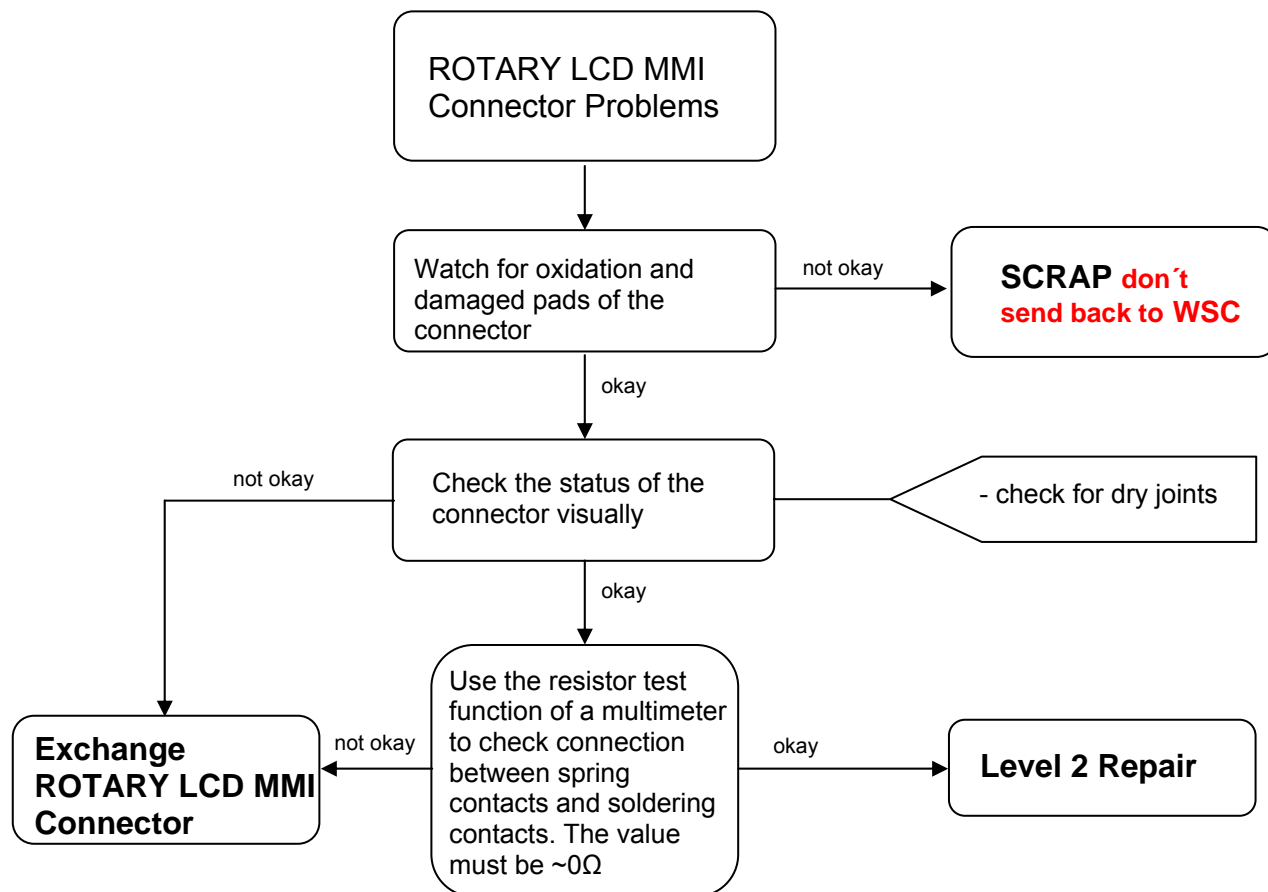 ROTARY LCD MMI
Connector Problems
Watch for oxidation and
damaged pads of the
connector
not okay
SCRAP don´t
send back to WSC
okay
not okay
Check the status of the
connector visually
- check for dry joints
okay
Use the resistor test
function of a multimeter
to check connection
between spring
contacts and soldering
contacts. The value
must be ~0Ω
not okay
Exchange
ROTARY LCD MMI
Connector
okay
Level 2 Repair